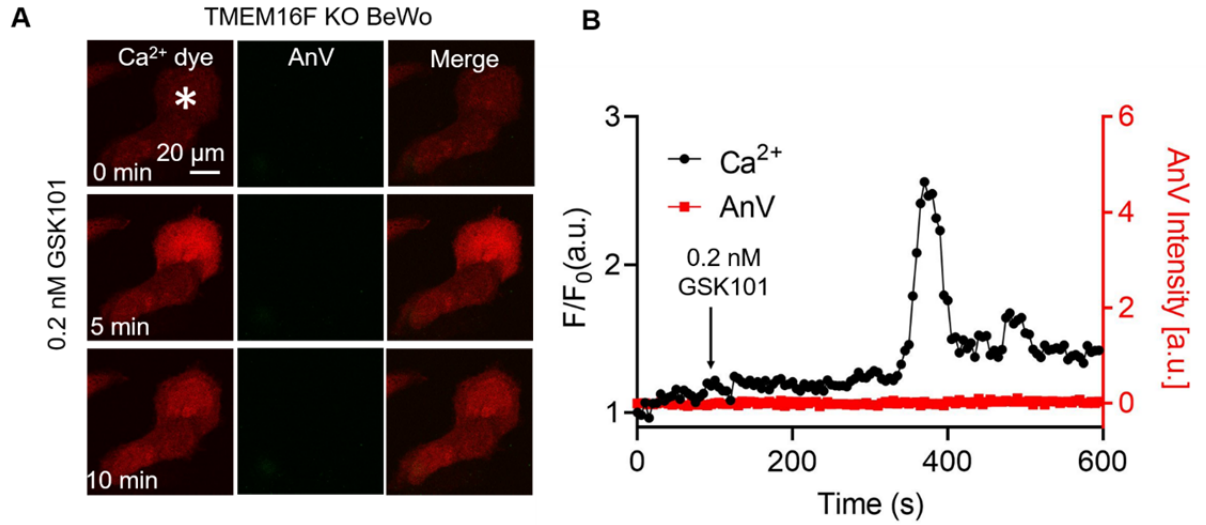 A
TMEM16F KO BeWo
Ca²⁺ dye
AnV
Merge
*
20 µm
0 min
5 min
10 min
0.2 nM GSK101
B
Ca²⁺
AnV
0.2 nM
GSK101
F/F₀(a.u.)
3
2
1
AnV Intensity [a.u.]
6
4
2
0
0
200
400
600
Time (s)